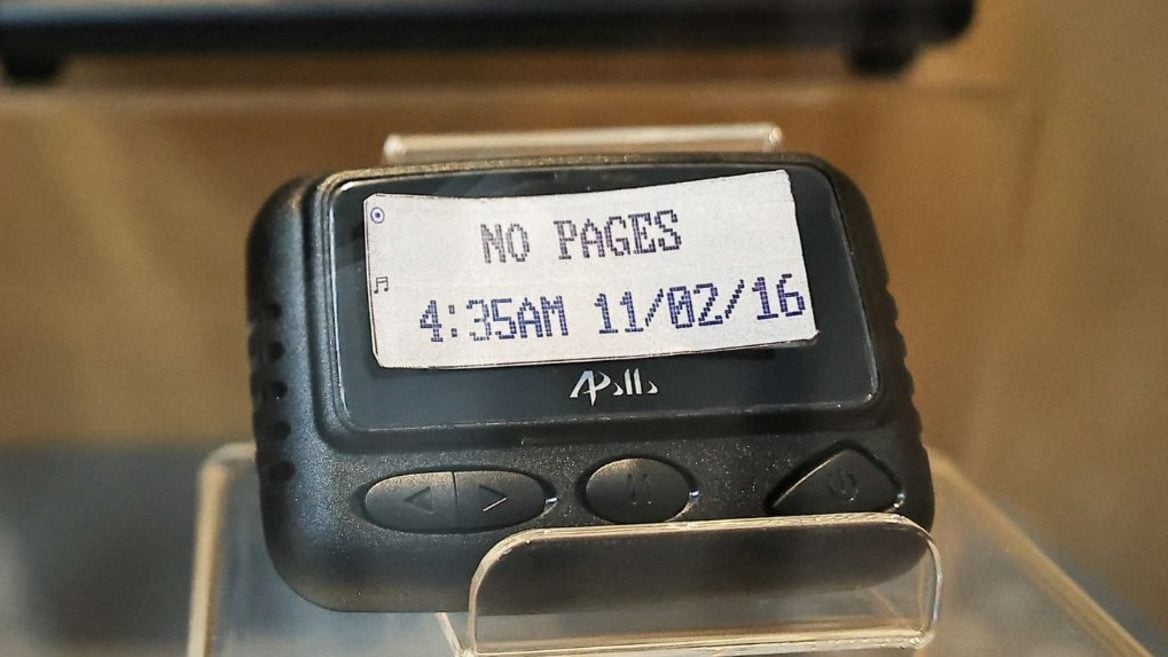 NO PAGES
4:35AM 11/02/16
Apollo